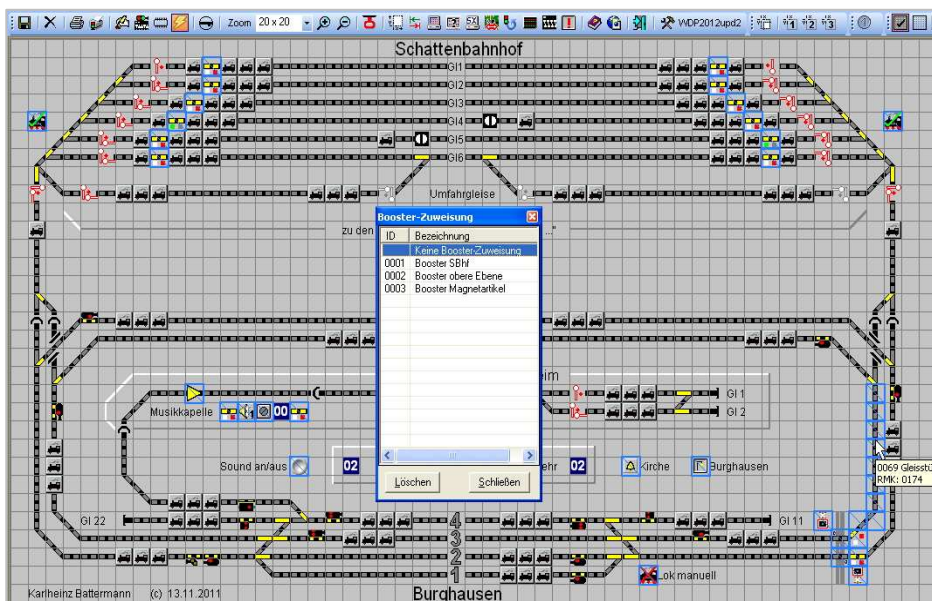 Zoom 20 x 20 WDP2012upd2
Schattenbahnhof
Gl1
Gl2
Gl3
Gl4
Gl5
Gl6
Umfahrgleise
zu den ..."
Booster-Zuweisung
ID Bezeichnung
Keine Booster-Zuweisung
0001 Booster SBhf
0002 Booster obere Ebene
0003 Booster Magnetartikel
Löschen Schließen
eim
Gl 1
Gl 2
Musikkapelle 00
Sound an/aus 02 ehr 02 Kirche Burghausen
0069 Gleisstü
RMK: 0174
Gl 22 4 Gl 11
3
2
1 Lok manuell
Karlheinz Battermann (c) 13.11.2011 Burghausen